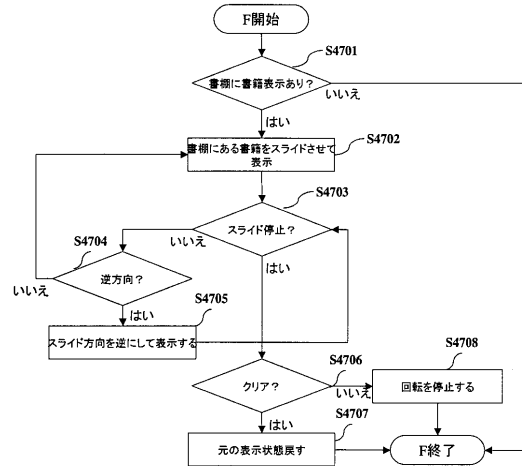 F開始
S4701
書棚に書籍表示あり？
いいえ
はい
S4702
書棚にある書籍をスライドさせて
表示
S4703
スライド停止？
いいえ
はい
S4704
逆方向？
いいえ
はい
S4705
スライド方向を逆にして表示する
S4706
クリア？
いいえ
はい
S4708
回転を停止する
S4707
元の表示状態戻す
F終了